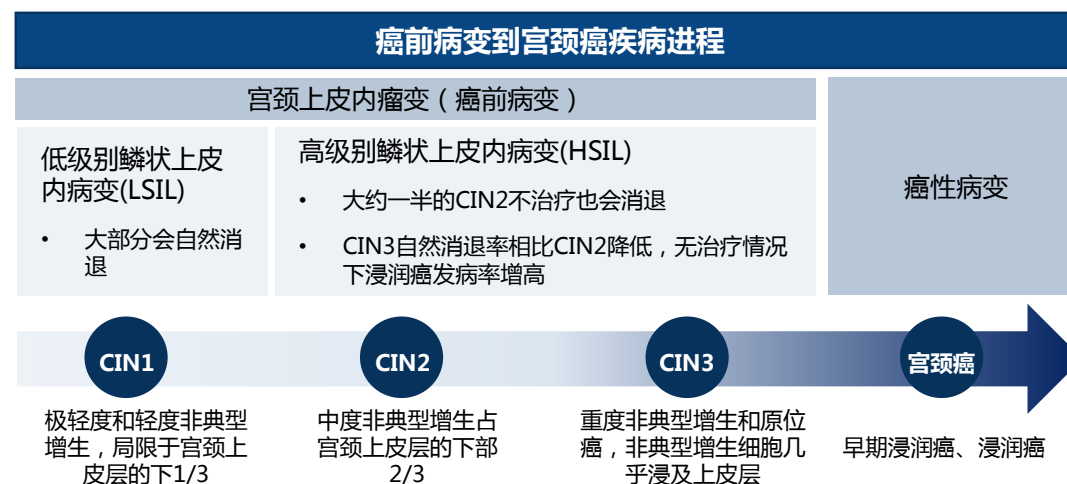 癌前病变到宫颈癌疾病进程
宫颈上皮内瘤变（癌前病变）
低级别鳞状上皮
内病变(LSIL)
• 大部分会自然消
退
高级别鳞状上皮内病变(HSIL)
• 大约一半的CIN2不治疗也会消退
• CIN3自然消退率相比CIN2降低，无治疗情况
下浸润癌发病率增高
癌性病变
CIN1
CIN2
CIN3
宫颈癌
极轻度和轻度非典型
增生，局限于宫颈上
皮层的下1/3
中度非典型增生占
宫颈上皮层的下部
2/3
重度非典型增生和原位
癌，非典型增生细胞几
乎浸及上皮层
早期浸润癌、浸润癌